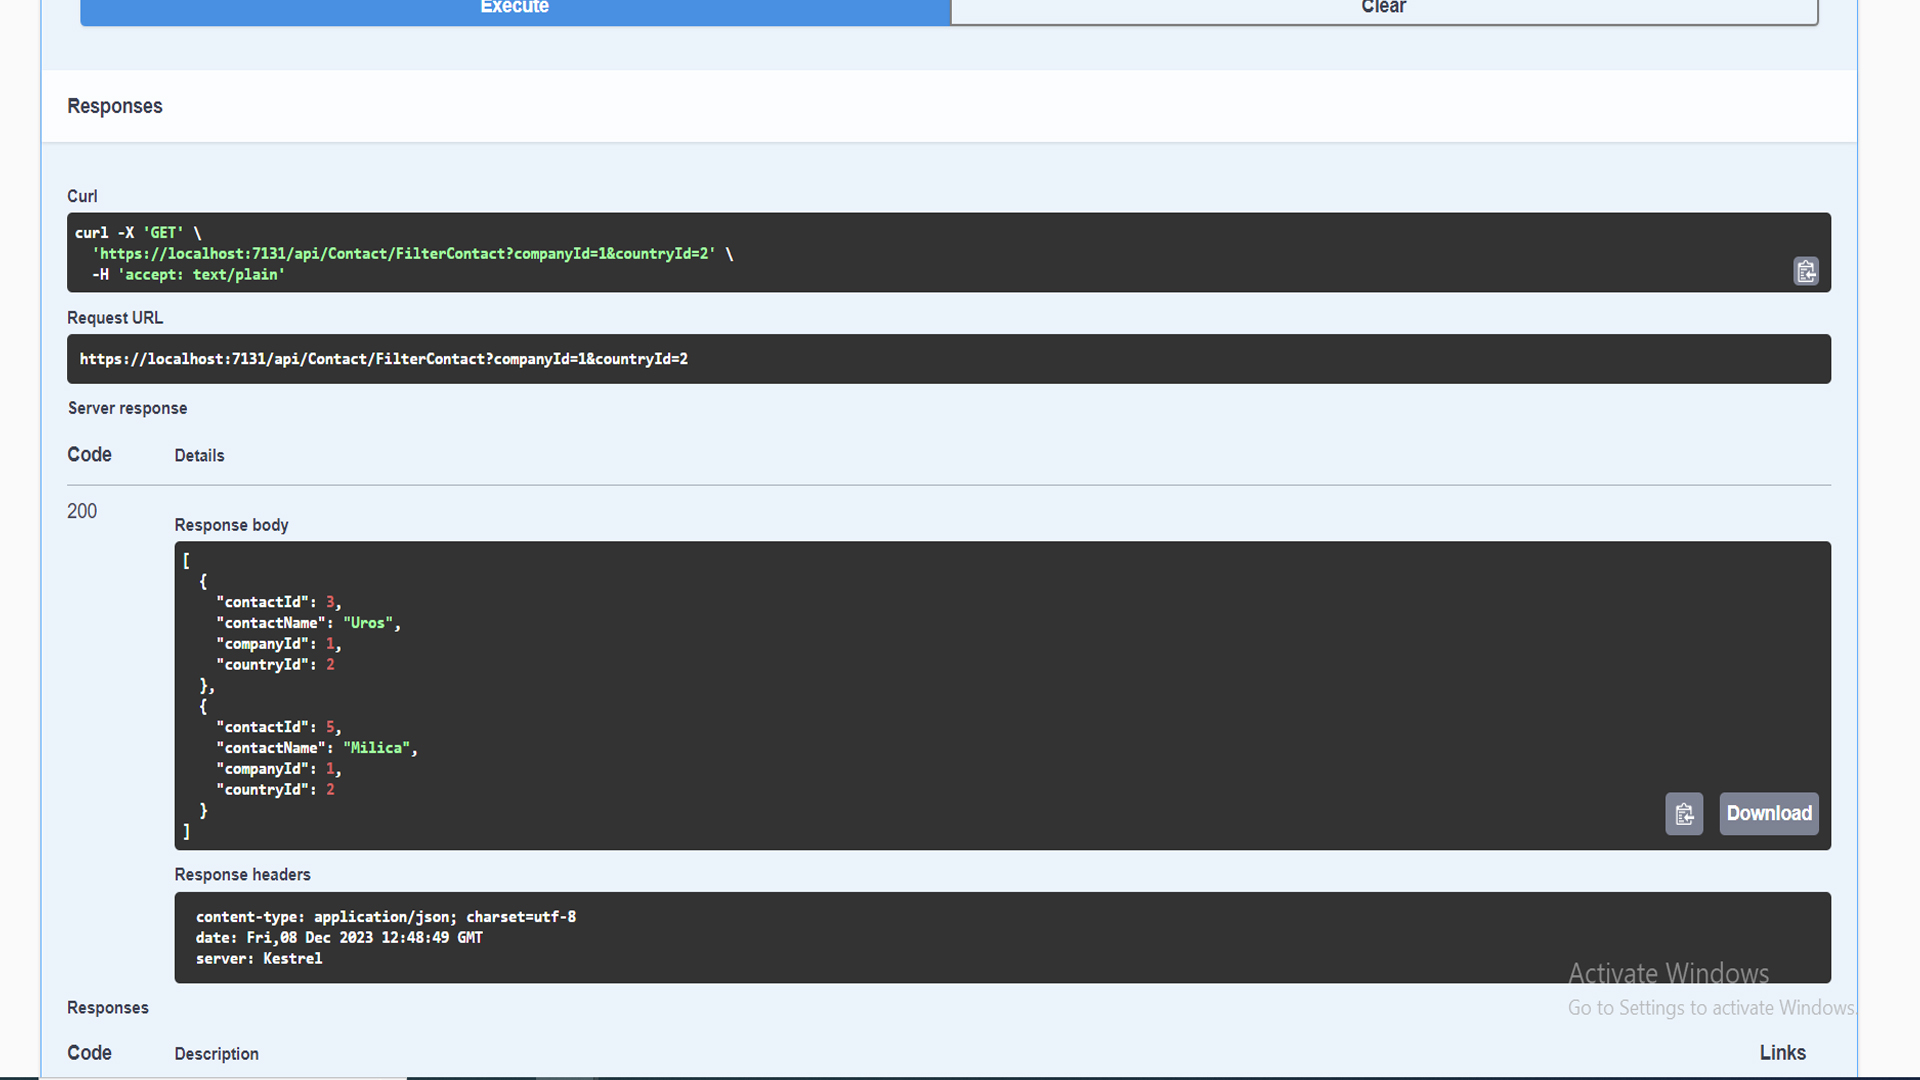 Execute
Clear
Responses
Curl
curl -X 'GET' \
'https://localhost:7131/api/Contact/FilterContact?companyId=1&countryId=2' \
-H 'accept: text/plain'
Request URL
https://localhost:7131/api/Contact/FilterContact?companyId=1&countryId=2
Server response
Code
Details
200
Response body
[
{
"contactId": 3,
"contactName": "Uros",
"companyId": 1,
"countryId": 2
},
{
"contactId": 5,
"contactName": "Milica",
"companyId": 1,
"countryId": 2
}
]
Download
Response headers
content-type: application/json; charset=utf-8
date: Fri,08 Dec 2023 12:48:49 GMT
server: Kestrel
Activate Windows
Go to Settings to activate Windows.
Responses
Code
Description
Links